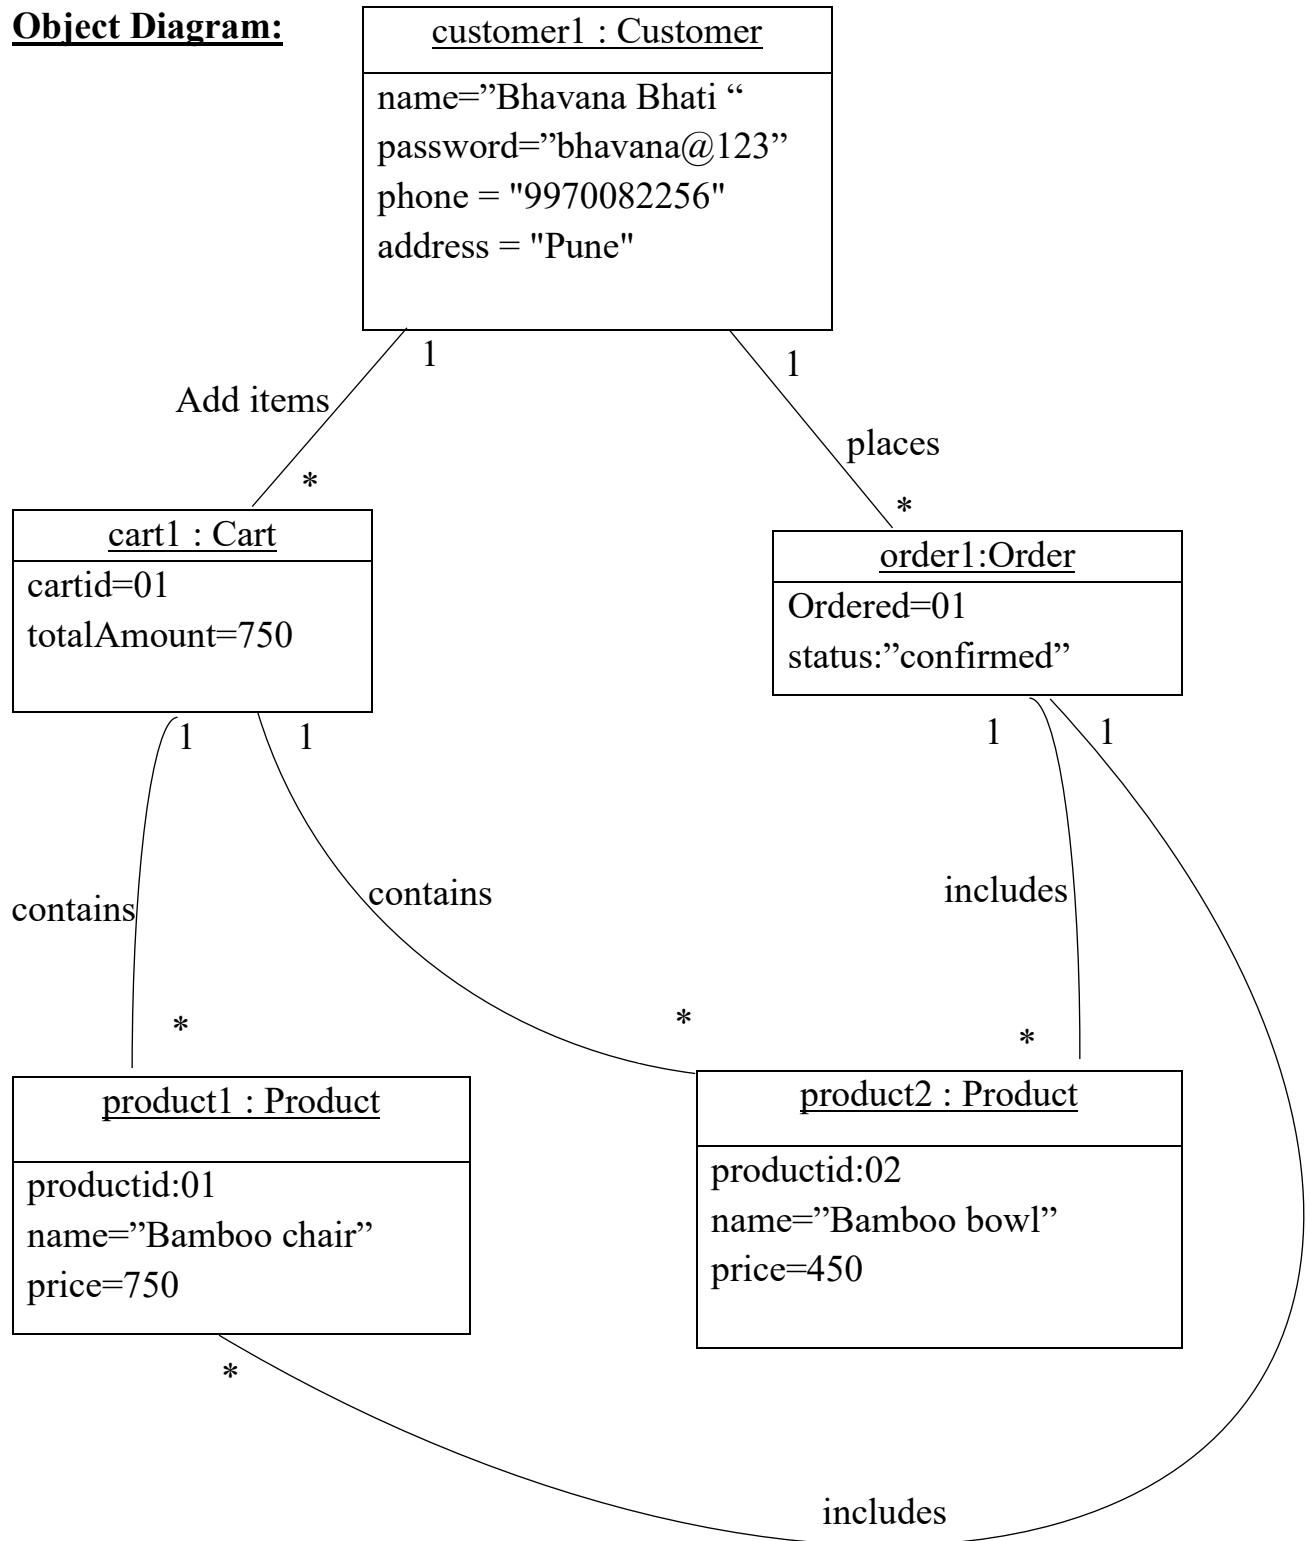 Object Diagram:
customer1 : Customer
name=”Bhavana Bhati “
password=”bhavana@123”
phone = "9970082256"
address = "Pune"
1
1
Add items
places
*
*
cart1 : Cart
cartid=01
totalAmount=750
order1:Order
Ordered=01
status:”confirmed”
1
1
1
1
contains
contains
includes
*
*
*
product1 : Product
productid:01
name=”Bamboo chair”
price=750
product2 : Product
productid:02
name=”Bamboo bowl”
price=450
*
includes